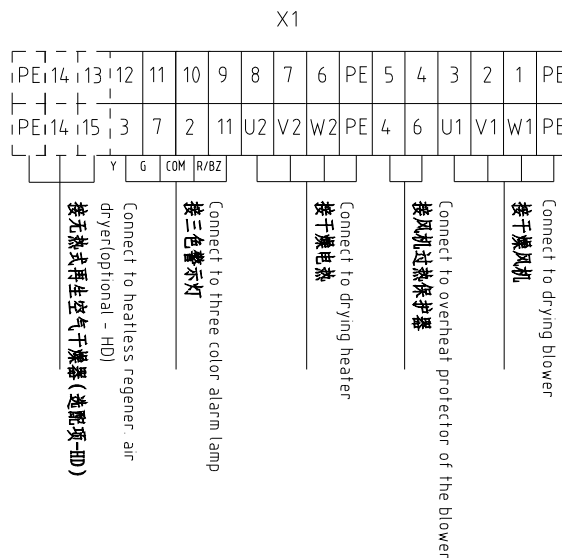 X1
PE 14 13 12 11 10 9 8 7 6 PE 5 4 3 2 1 PE
PE 14 15 3 7 2 11 U2 V2 W2 PE 4 6 U1 V1 W1 PE
Y G COM R/BZ
Connect to drying blower
接干燥风机
Connect to overheat protector of the blower
接风机过热保护器
Connect to drying heater
接干燥电热
Connect to three color alarm lamp
接三色警示灯
Connect to heatless regener. air
dryer(optional - HD)
接无热式再生空气干燥器(选配项-HD)